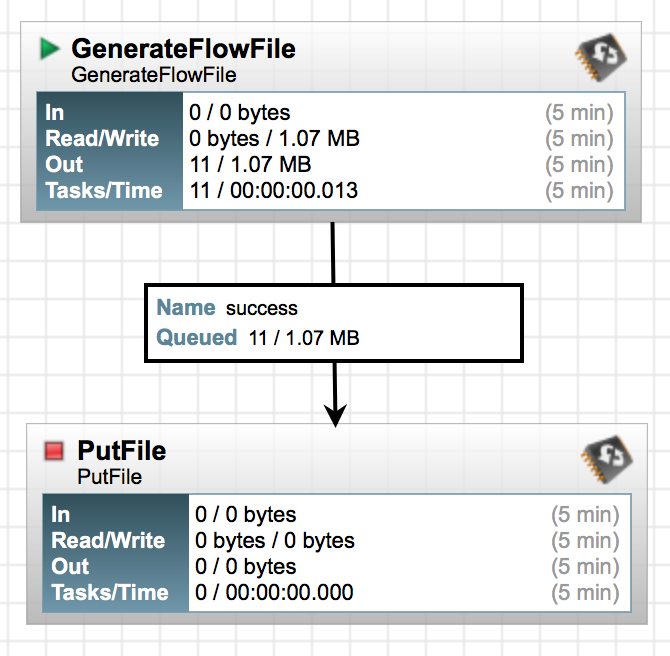 GenerateFlowFile
GenerateFlowFile
In 0 / 0 bytes (5 min)
Read/Write 0 bytes / 1.07 MB (5 min)
Out 11 / 1.07 MB (5 min)
Tasks/Time 11 / 00:00:00.013 (5 min)
Name success
Queued 11 / 1.07 MB
PutFile
PutFile
In 0 / 0 bytes (5 min)
Read/Write 0 bytes / 0 bytes (5 min)
Out 0 / 0 bytes (5 min)
Tasks/Time 0 / 00:00:00.000 (5 min)